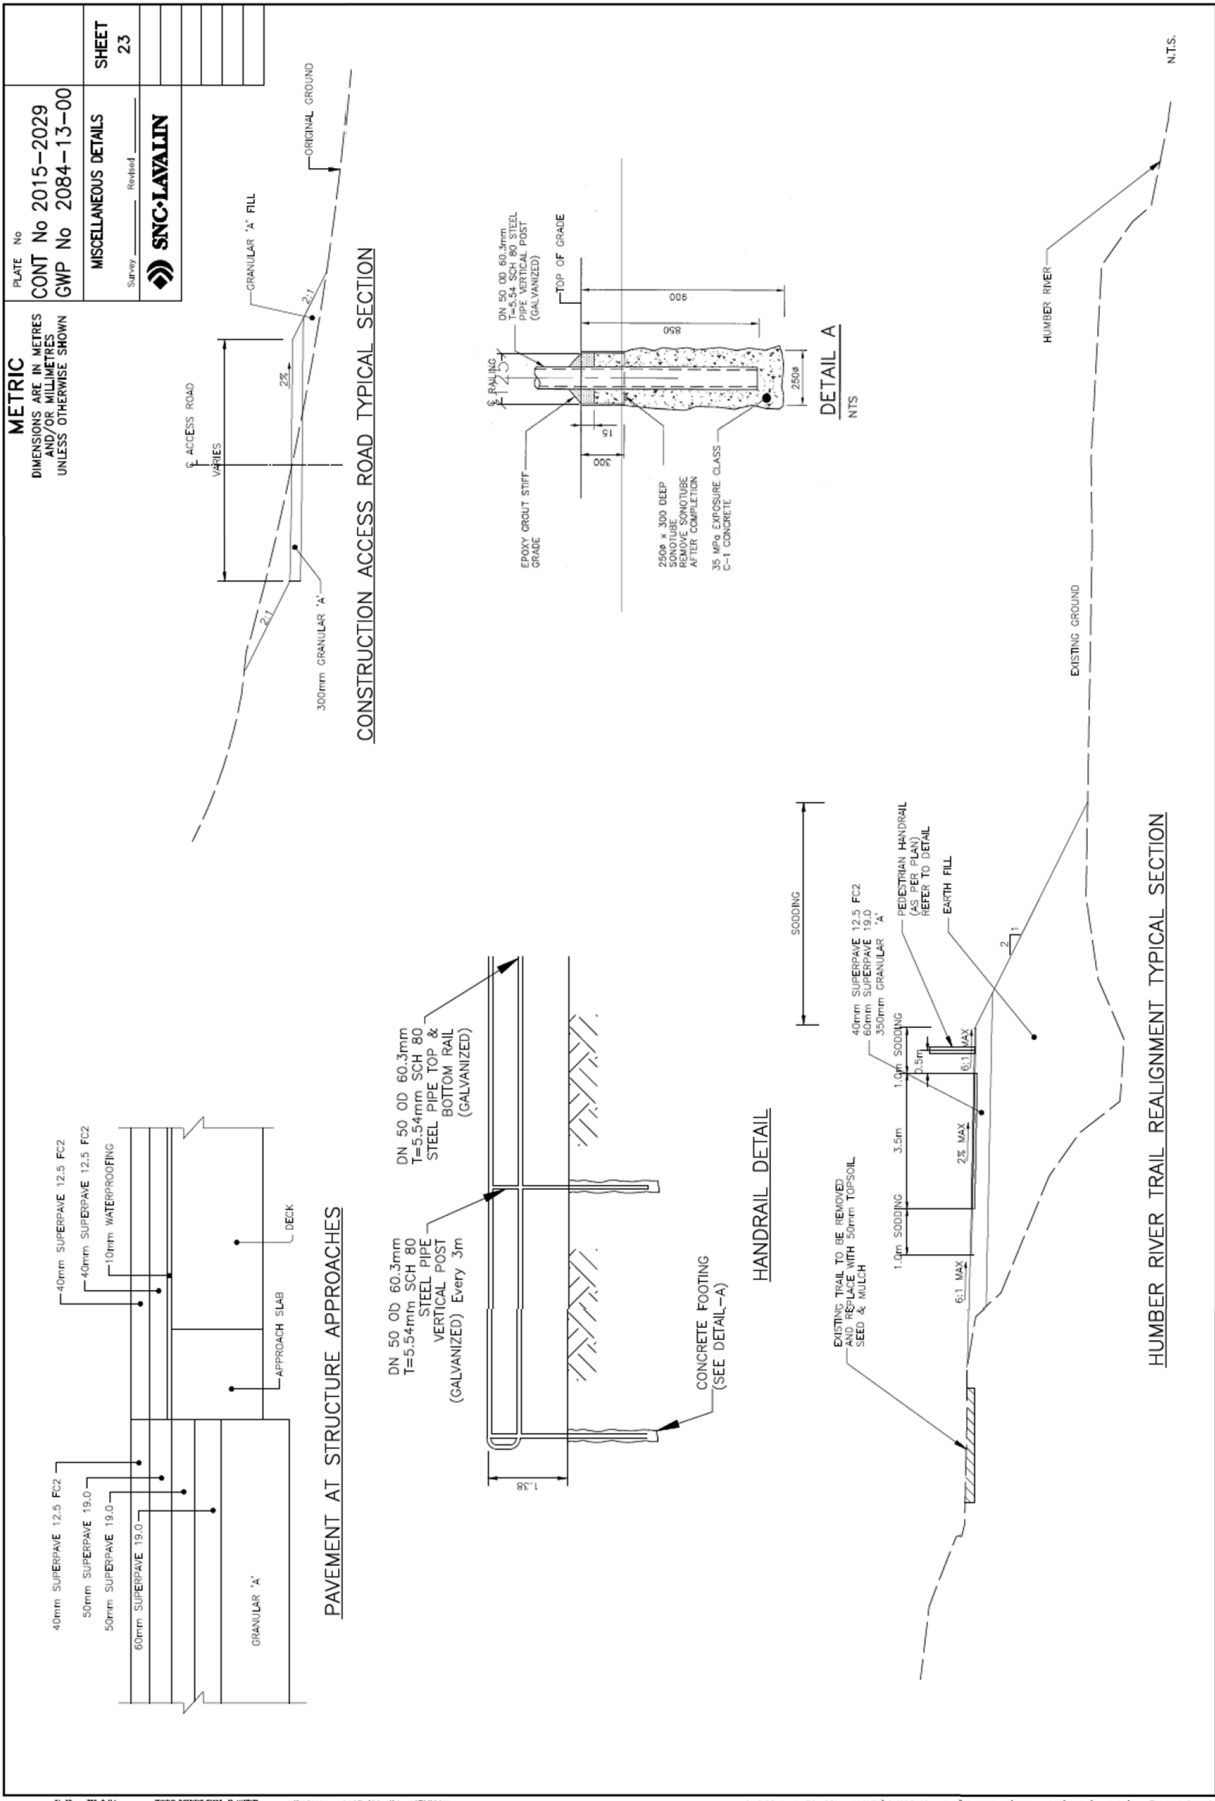 METRIC
DIMENSIONS ARE IN METRES
AND/OR MILLIMETRES
UNLESS OTHERWISE SHOWN
PLATE No
CONT No 2015-2029
GWP No 2084-13-00
MISCELLANEOUS DETAILS
SHEET
23
Survey
Revised
SNC·LAVALIN
40mm SUPERPAVE 12.5 FC2
50mm SUPERPAVE 19.0
50mm SUPERPAVE 19.0
60mm SUPERPAVE 19.0
GRANULAR 'A'
40mm SUPERPAVE 12.5 FC2
40mm SUPERPAVE 12.5 FC2
10mm WATERPROOFING
DECK
APPROACH SLAB
PAVEMENT AT STRUCTURE APPROACHES
℄ ACCESS ROAD
VARIES
2%
2:1
2:1
GRANULAR 'A' FILL
ORIGINAL GROUND
300mm GRANULAR 'A'
CONSTRUCTION ACCESS ROAD TYPICAL SECTION
DN 50 OD 60.3mm
T=5.54mm SCH 80
STEEL PIPE
VERTICAL POST
(GALVANIZED) Every 3m
DN 50 OD 60.3mm
T=5.54mm SCH 80
STEEL PIPE TOP &
BOTTOM RAIL
(GALVANIZED)
1.38
CONCRETE FOOTING
(SEE DETAIL-A)
HANDRAIL DETAIL
℄ RAILING
125
DN 50 OD 60.3mm
T=5.54 SCH 80 STEEL
PIPE VERTICAL POST
(GALVANIZED)
TOP OF GRADE
EPOXY GROUT STIFF
GRADE
15
300
850
900
250ø
250ø x 300 DEEP
SONOTUBE
REMOVE SONOTUBE
AFTER COMPLETION
35 MPa EXPOSURE CLASS
C-1 CONCRETE
DETAIL A
NTS
SODDING
EXISTING TRAIL TO BE REMOVED
AND REPLACE WITH 50mm TOPSOIL,
SEED & MULCH
40mm SUPERPAVE 12.5 FC2
60mm SUPERPAVE 19.0
350mm GRANULAR 'A'
PEDESTRIAN HANDRAIL
(AS PER PLAN)
REFER TO DETAIL
EARTH FILL
1.0m SODDING
3.5m
1.0m SODDING
0.5m
6:1 MAX
2% MAX
6:1 MAX
2
1
EXISTING GROUND
HUMBER RIVER
HUMBER RIVER TRAIL REALIGNMENT TYPICAL SECTION
N.T.S.